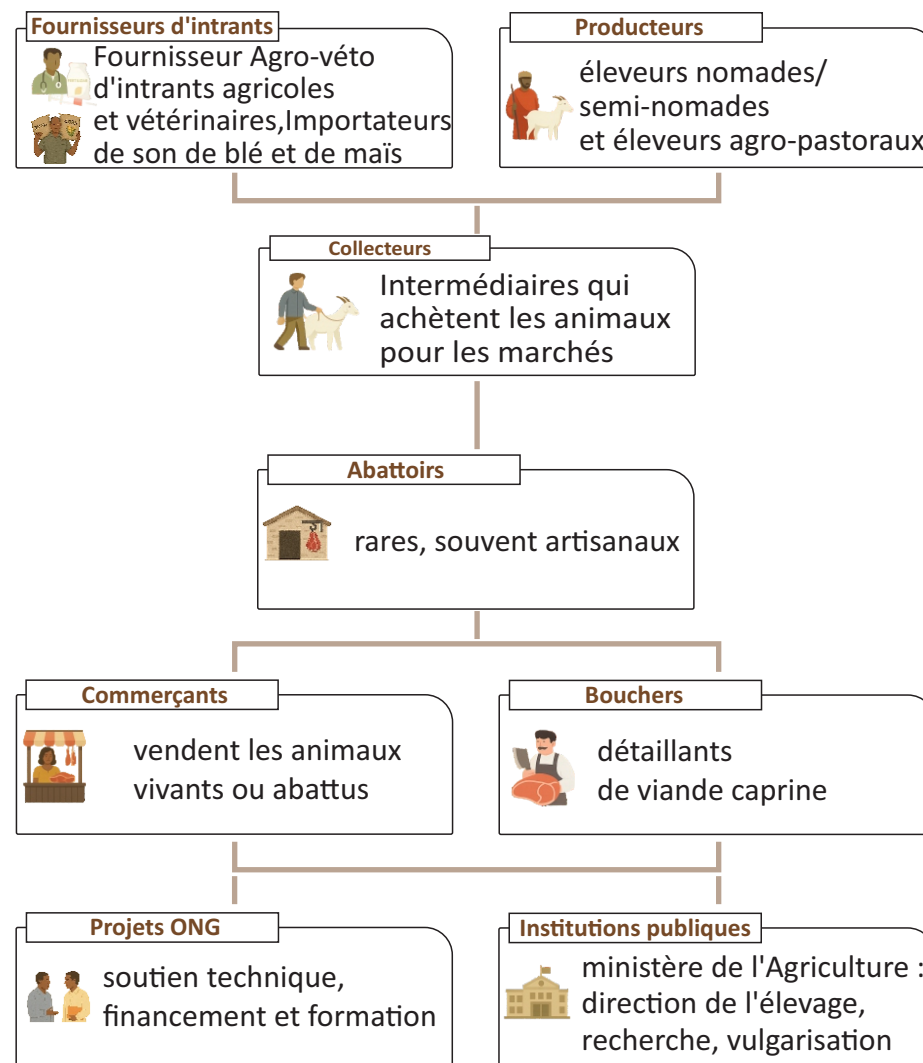 Fournisseurs d'intrants
Fournisseur Agro-véto
d'intrants agricoles
et vétérinaires,Importateurs
de son de blé et de maïs
Producteurs
éleveurs nomades/
semi-nomades
et éleveurs agro-pastoraux
Collecteurs
Intermédiaires qui
achètent les animaux
pour les marchés
Abattoirs
rares, souvent artisanaux
Commerçants
vendent les animaux
vivants ou abattus
Bouchers
détaillants
de viande caprine
Projets ONG
soutien technique,
financement et formation
Institutions publiques
ministère de l'Agriculture :
direction de l'élevage,
recherche, vulgarisation